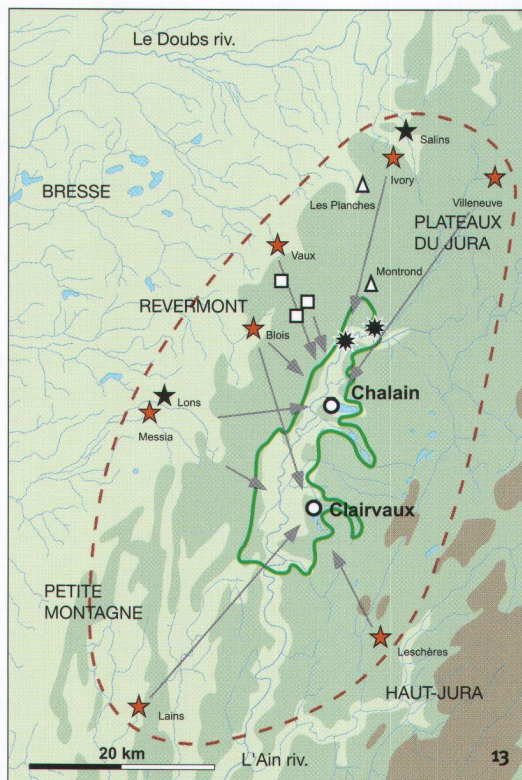 Le Doubs riv.
Salins
Ivory
BRESSE
Villeneuve
Les Planches
PLATEAUX
DU JURA
Vaux
Montrond
REVERMONT
Blois
Chalain
Lons
Messia
Clairvaux
PETITE
MONTAGNE
Leschères
HAUT-JURA
Lains
20 km
L'Ain riv.
13